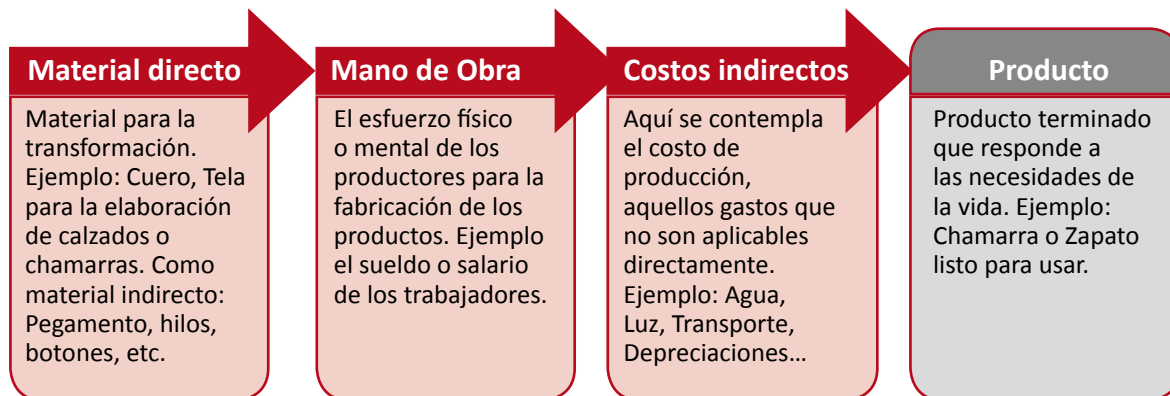 Material directo
Material para la
transformación.
Ejemplo: Cuero, Tela
para la elaboración
de calzados o
chamarras. Como
material indirecto:
Pegamento, hilos,
botones, etc.
Mano de Obra
El esfuerzo físico
o mental de los
productores para la
fabricación de los
productos. Ejemplo
el sueldo o salario
de los trabajadores.
Costos indirectos
Aquí se contempla
el costo de
producción,
aquellos gastos que
no son aplicables
directamente.
Ejemplo: Agua,
Luz, Transporte,
Depreciaciones...
Producto
Producto terminado
que responde a
las necesidades de
la vida. Ejemplo:
Chamarra o Zapato
listo para usar.